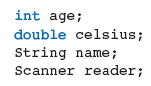 int age;
double celsius;
String name;
Scanner reader;